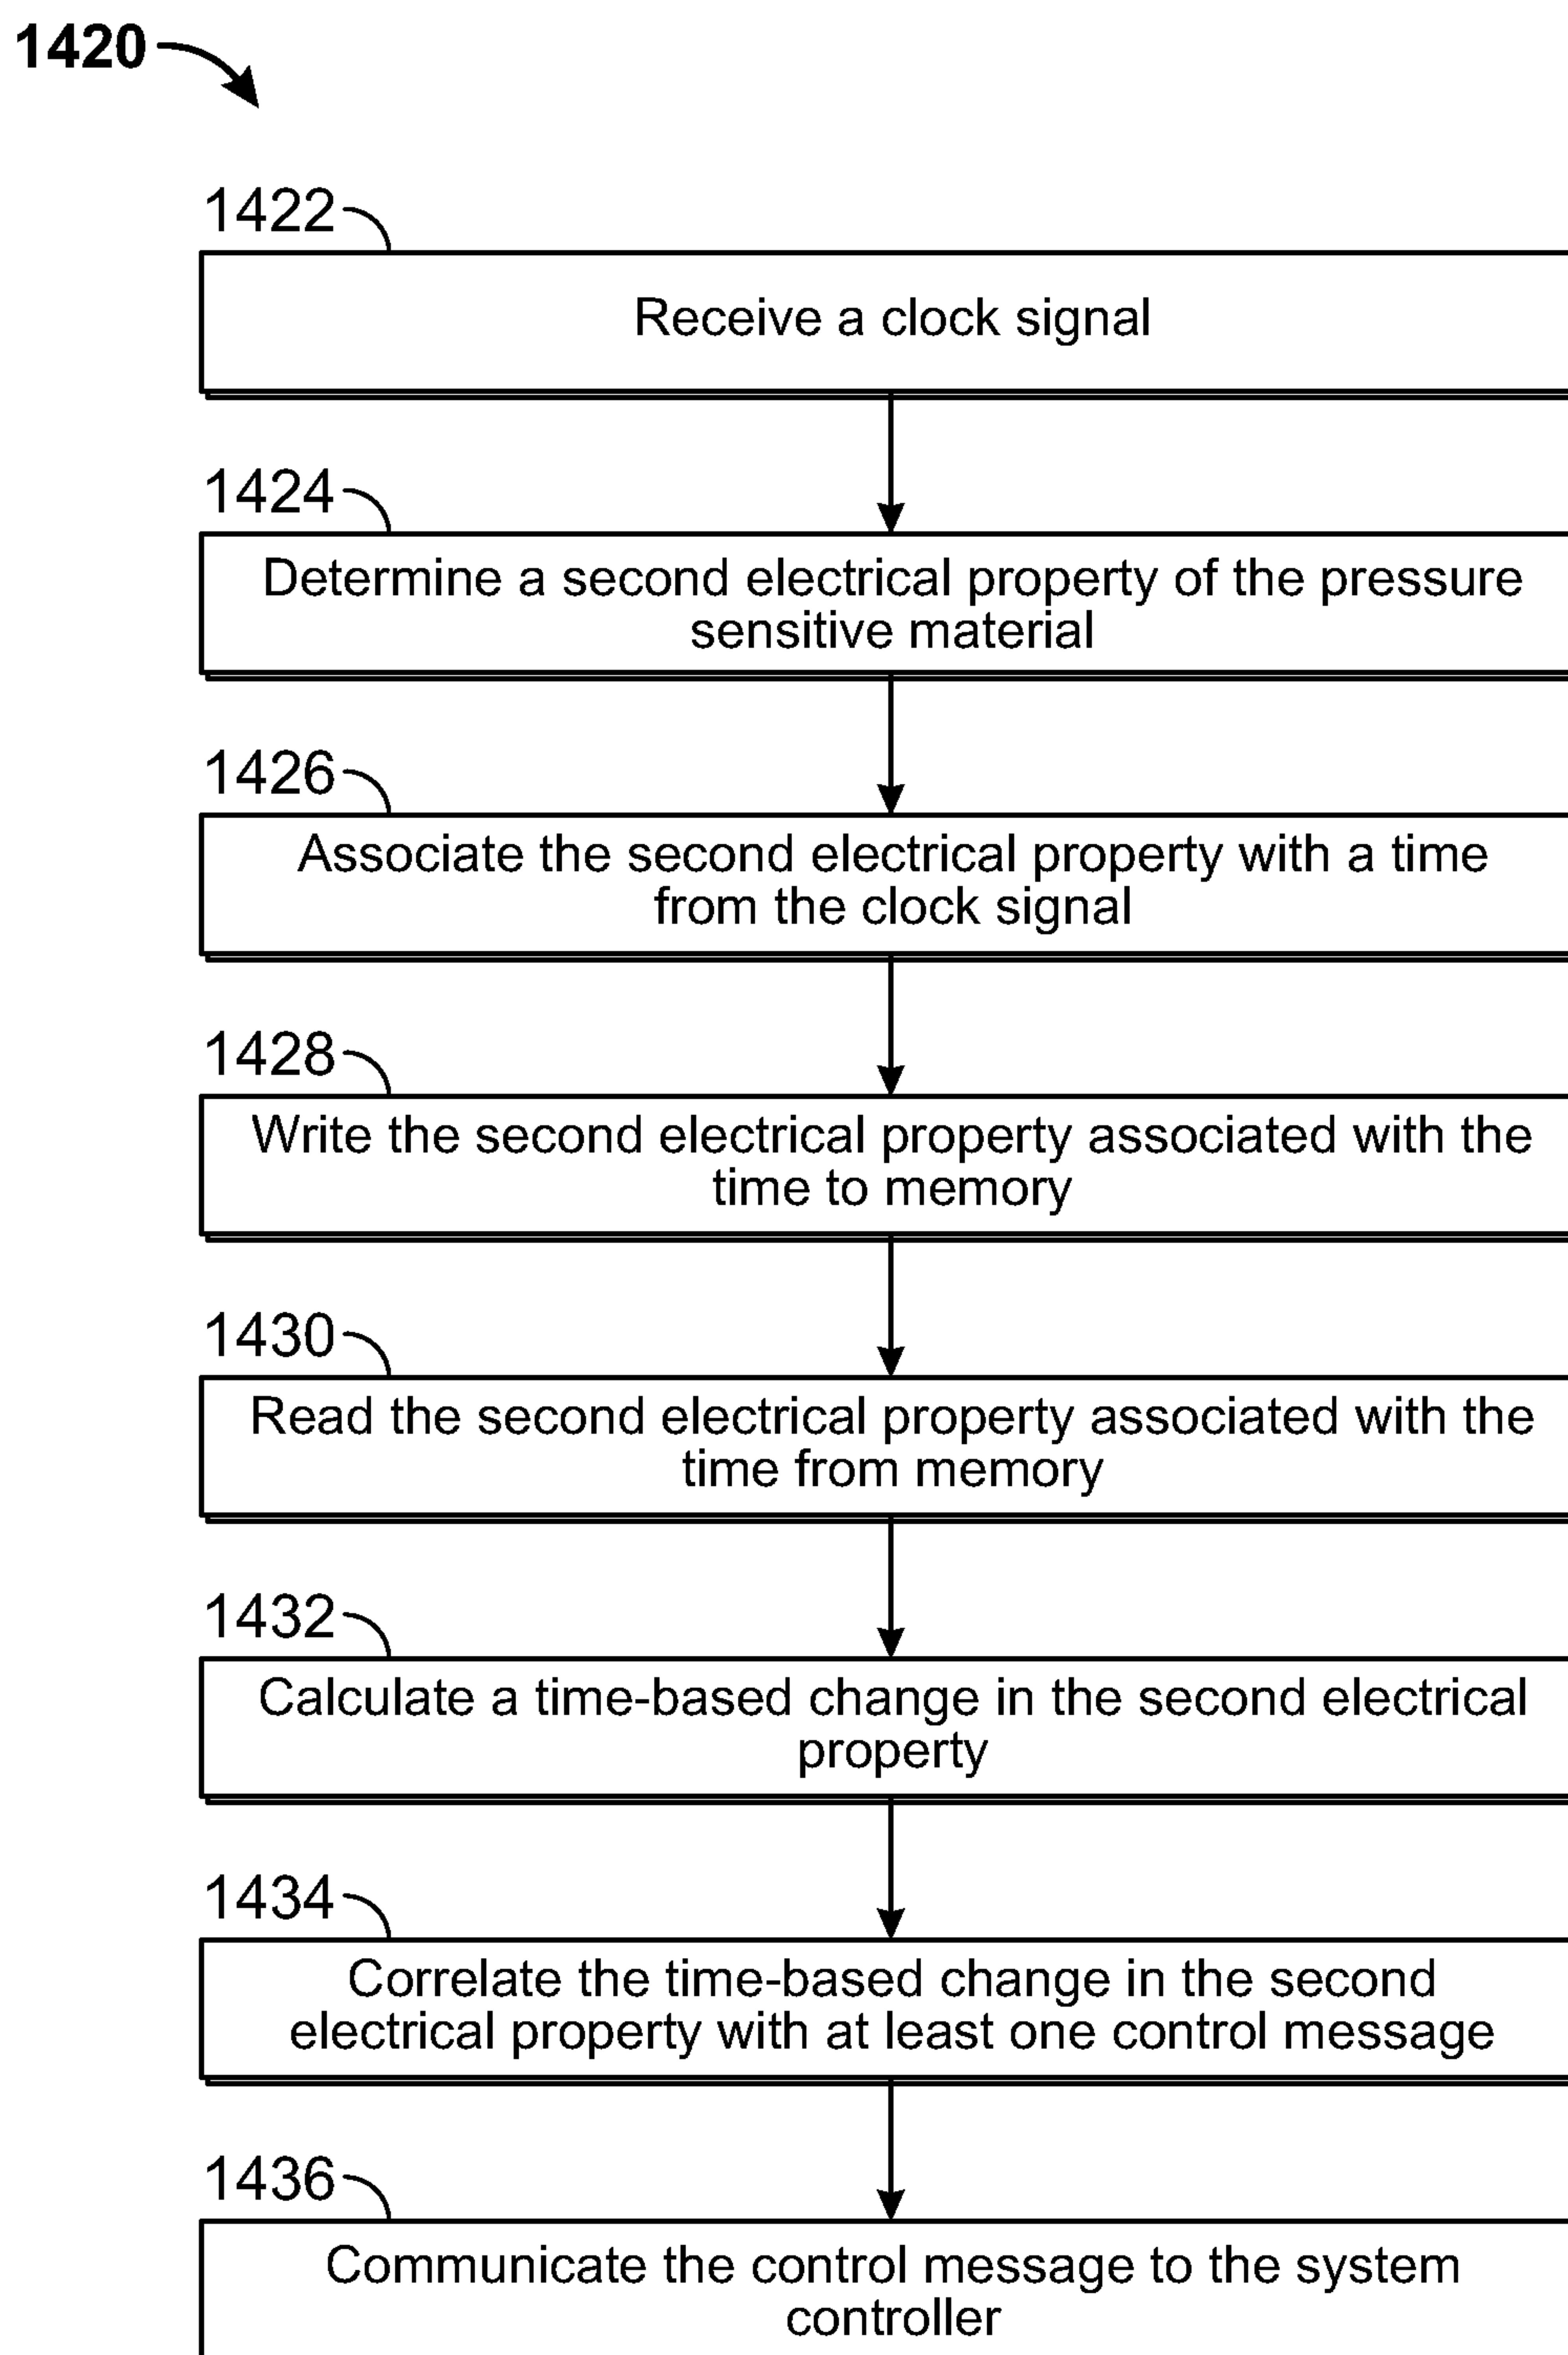 1420
1422
Receive a clock signal
1424
Determine a second electrical property of the pressure
sensitive material
1426
Associate the second electrical property with a time
from the clock signal
1428
Write the second electrical property associated with the
time to memory
1430
Read the second electrical property associated with the
time from memory
1432
Calculate a time-based change in the second electrical
property
1434
Correlate the time-based change in the second
electrical property with at least one control message
1436
Communicate the control message to the system
controller